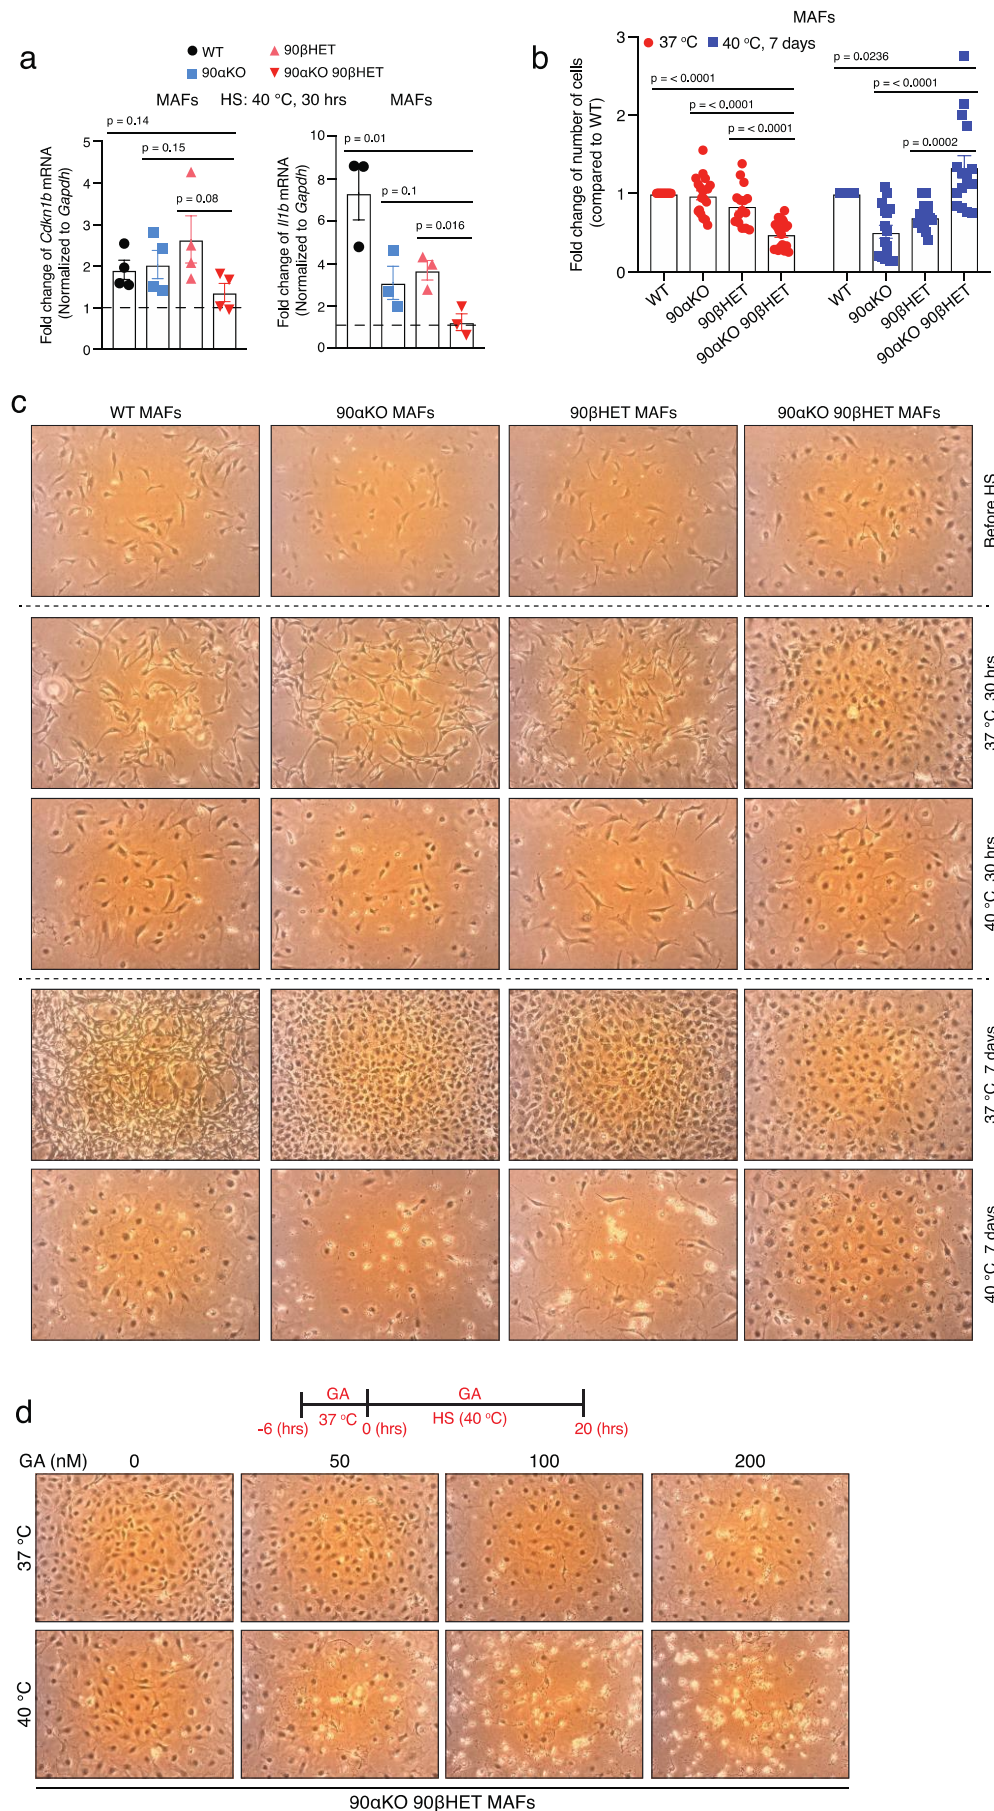 a
WT
90βHET
90αKO
90αKO 90βHET
MAFs HS: 40 °C, 30 hrs MAFs
Fold change of Cdkn1b mRNA
(Normalized to Gapdh)
5
4
3
2
1
0
p = 0.14
p = 0.15
p = 0.08
Fold change of Il1b mRNA
(Normalized to Gapdh)
10
8
6
4
2
0
p = 0.01
p = 0.1
p = 0.016
b
MAFs
37 °C
40 °C, 7 days
Fold change of number of cells
(compared to WT)
3
2
1
0
p = < 0.0001
p = < 0.0001
p = < 0.0001
p = 0.0236
p = < 0.0001
p = 0.0002
WT
90αKO
90βHET
90αKO 90βHET
WT
90αKO
90βHET
90αKO 90βHET
c
WT MAFs
90αKO MAFs
90βHET MAFs
90αKO 90βHET MAFs
Before HS
37 °C, 30 hrs
40 °C, 30 hrs
37 °C, 7 days
40 °C, 7 days
d
GA
GA
37 °C
HS (40 °C)
-6 (hrs)
0 (hrs)
20 (hrs)
GA (nM) 0 50 100 200
37 °C
40 °C
90αKO 90βHET MAFs